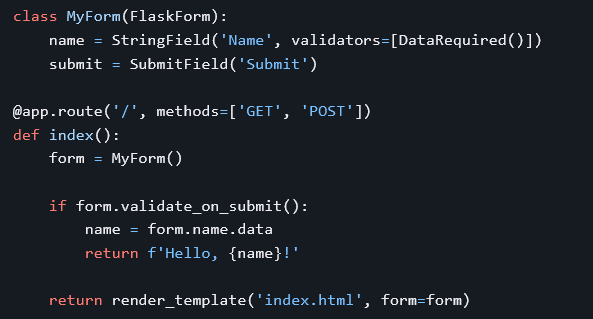 class MyForm(FlaskForm):
    name = StringField('Name', validators=[DataRequired()])
    submit = SubmitField('Submit')

@app.route('/', methods=['GET', 'POST'])
def index():
    form = MyForm()

    if form.validate_on_submit():
        name = form.name.data
        return f'Hello, {name}!'

    return render_template('index.html', form=form)